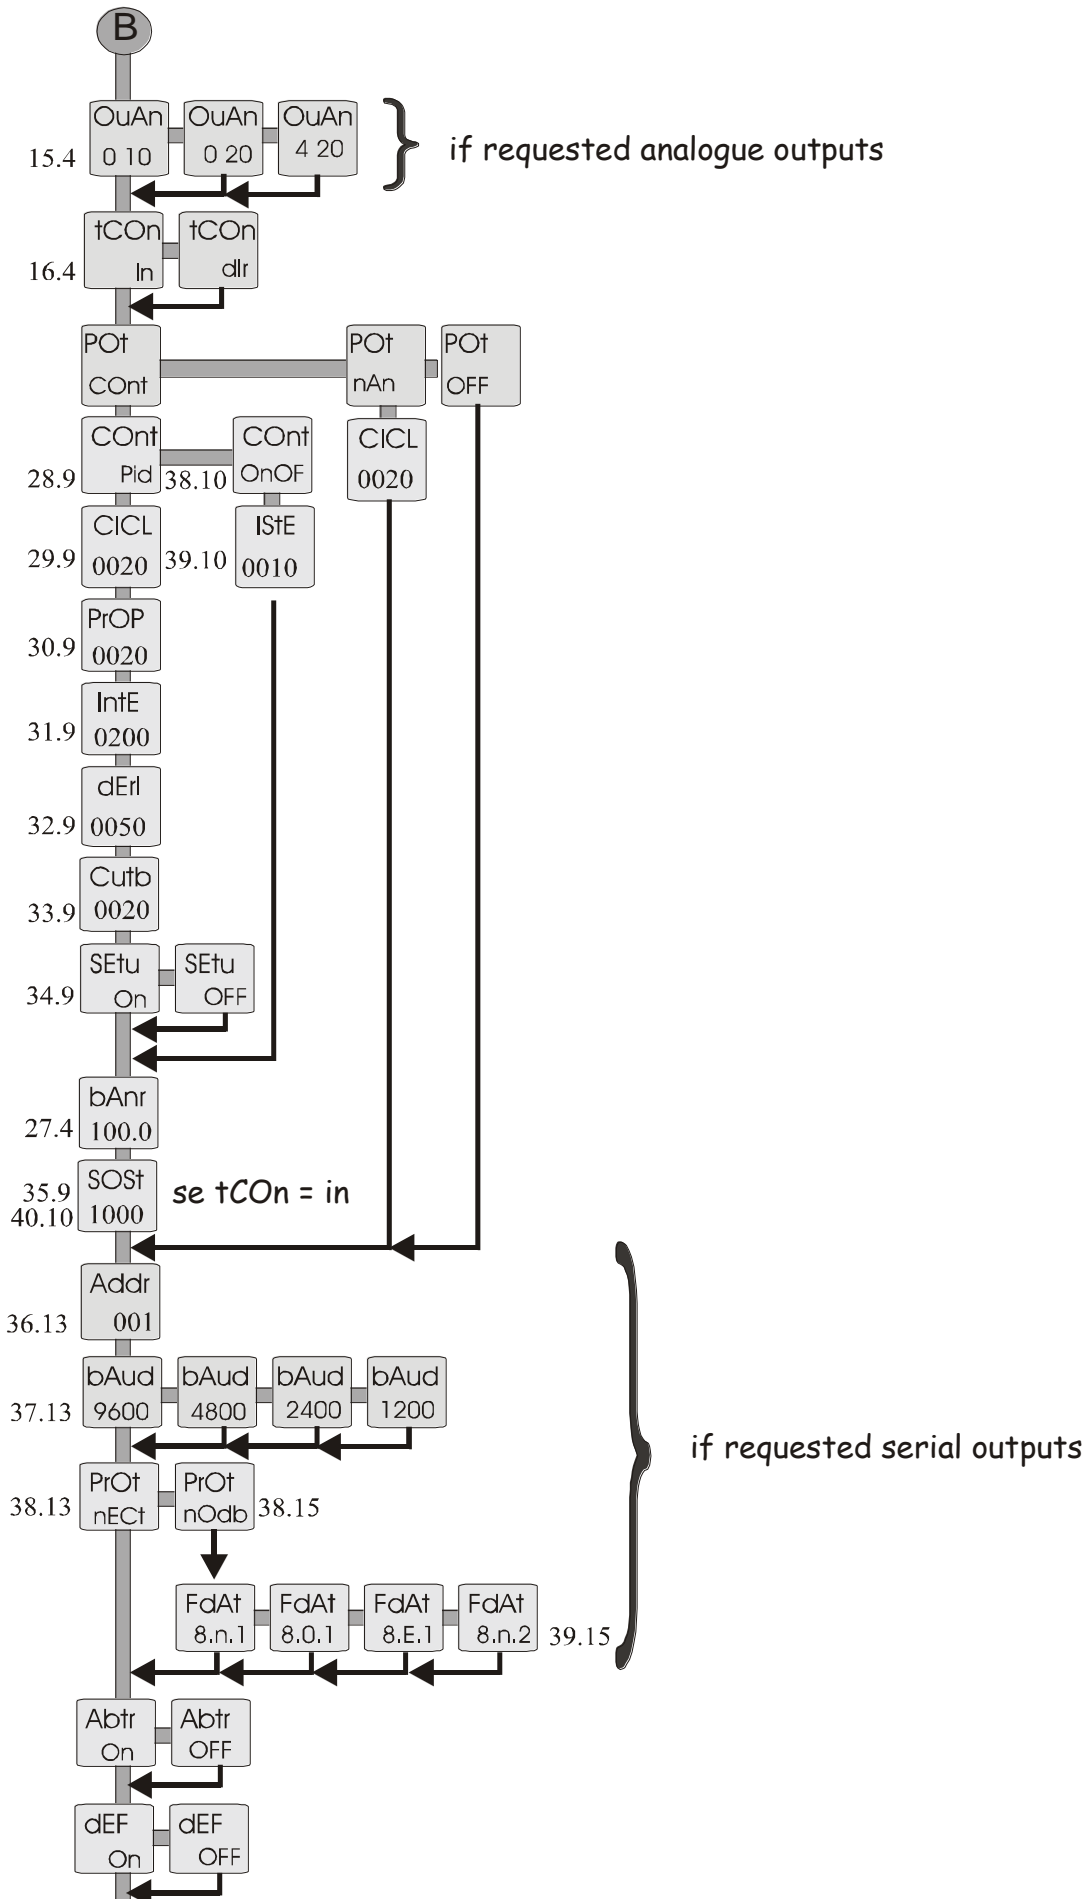 B
OuAn OuAn OuAn
15.4 0 10 0 20 4 20
if requested analogue outputs
tCOn tCOn
16.4 In dIr
POt POt POt
COnt nAn OFF
COnt COnt CICL
28.9 Pid 38.10 OnOF 0020
CICL IStE
29.9 0020 39.10 0010
PrOP
30.9 0020
IntE
31.9 0200
dErI
32.9 0050
Cutb
33.9 0020
SEtu SEtu
34.9 On OFF
bAnr
27.4 100.0
SOSt
35.9
40.10 1000
se tCOn = in
Addr
36.13 001
bAud bAud bAud bAud
37.13 9600 4800 2400 1200
if requested serial outputs
PrOt PrOt
38.13 nECt nOdb 38.15
FdAt FdAt FdAt FdAt
8.n.1 8.0.1 8.E.1 8.n.2 39.15
Abtr Abtr
On OFF
dEF dEF
On OFF